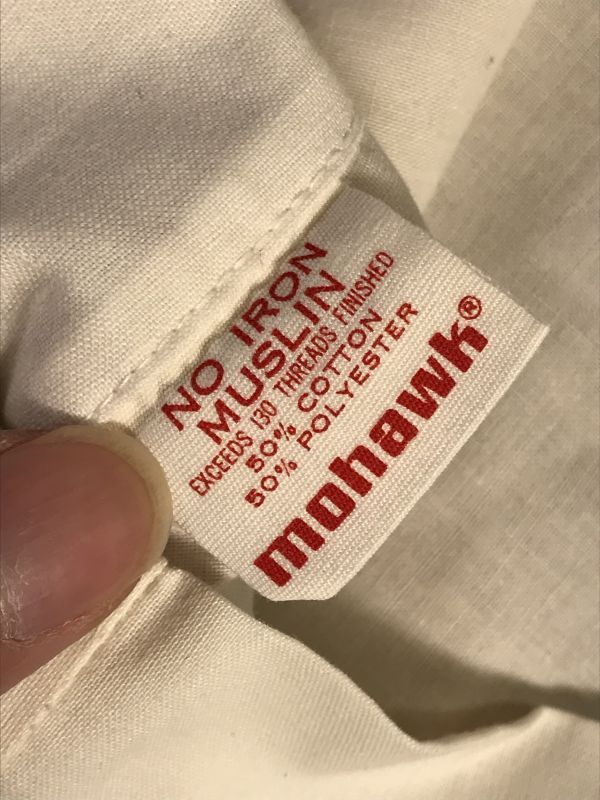 NO IRON
MUSLIN
EXCEEDS 130 THREADS FINISHED
50% COTTON
50% POLYESTER
mohawk®